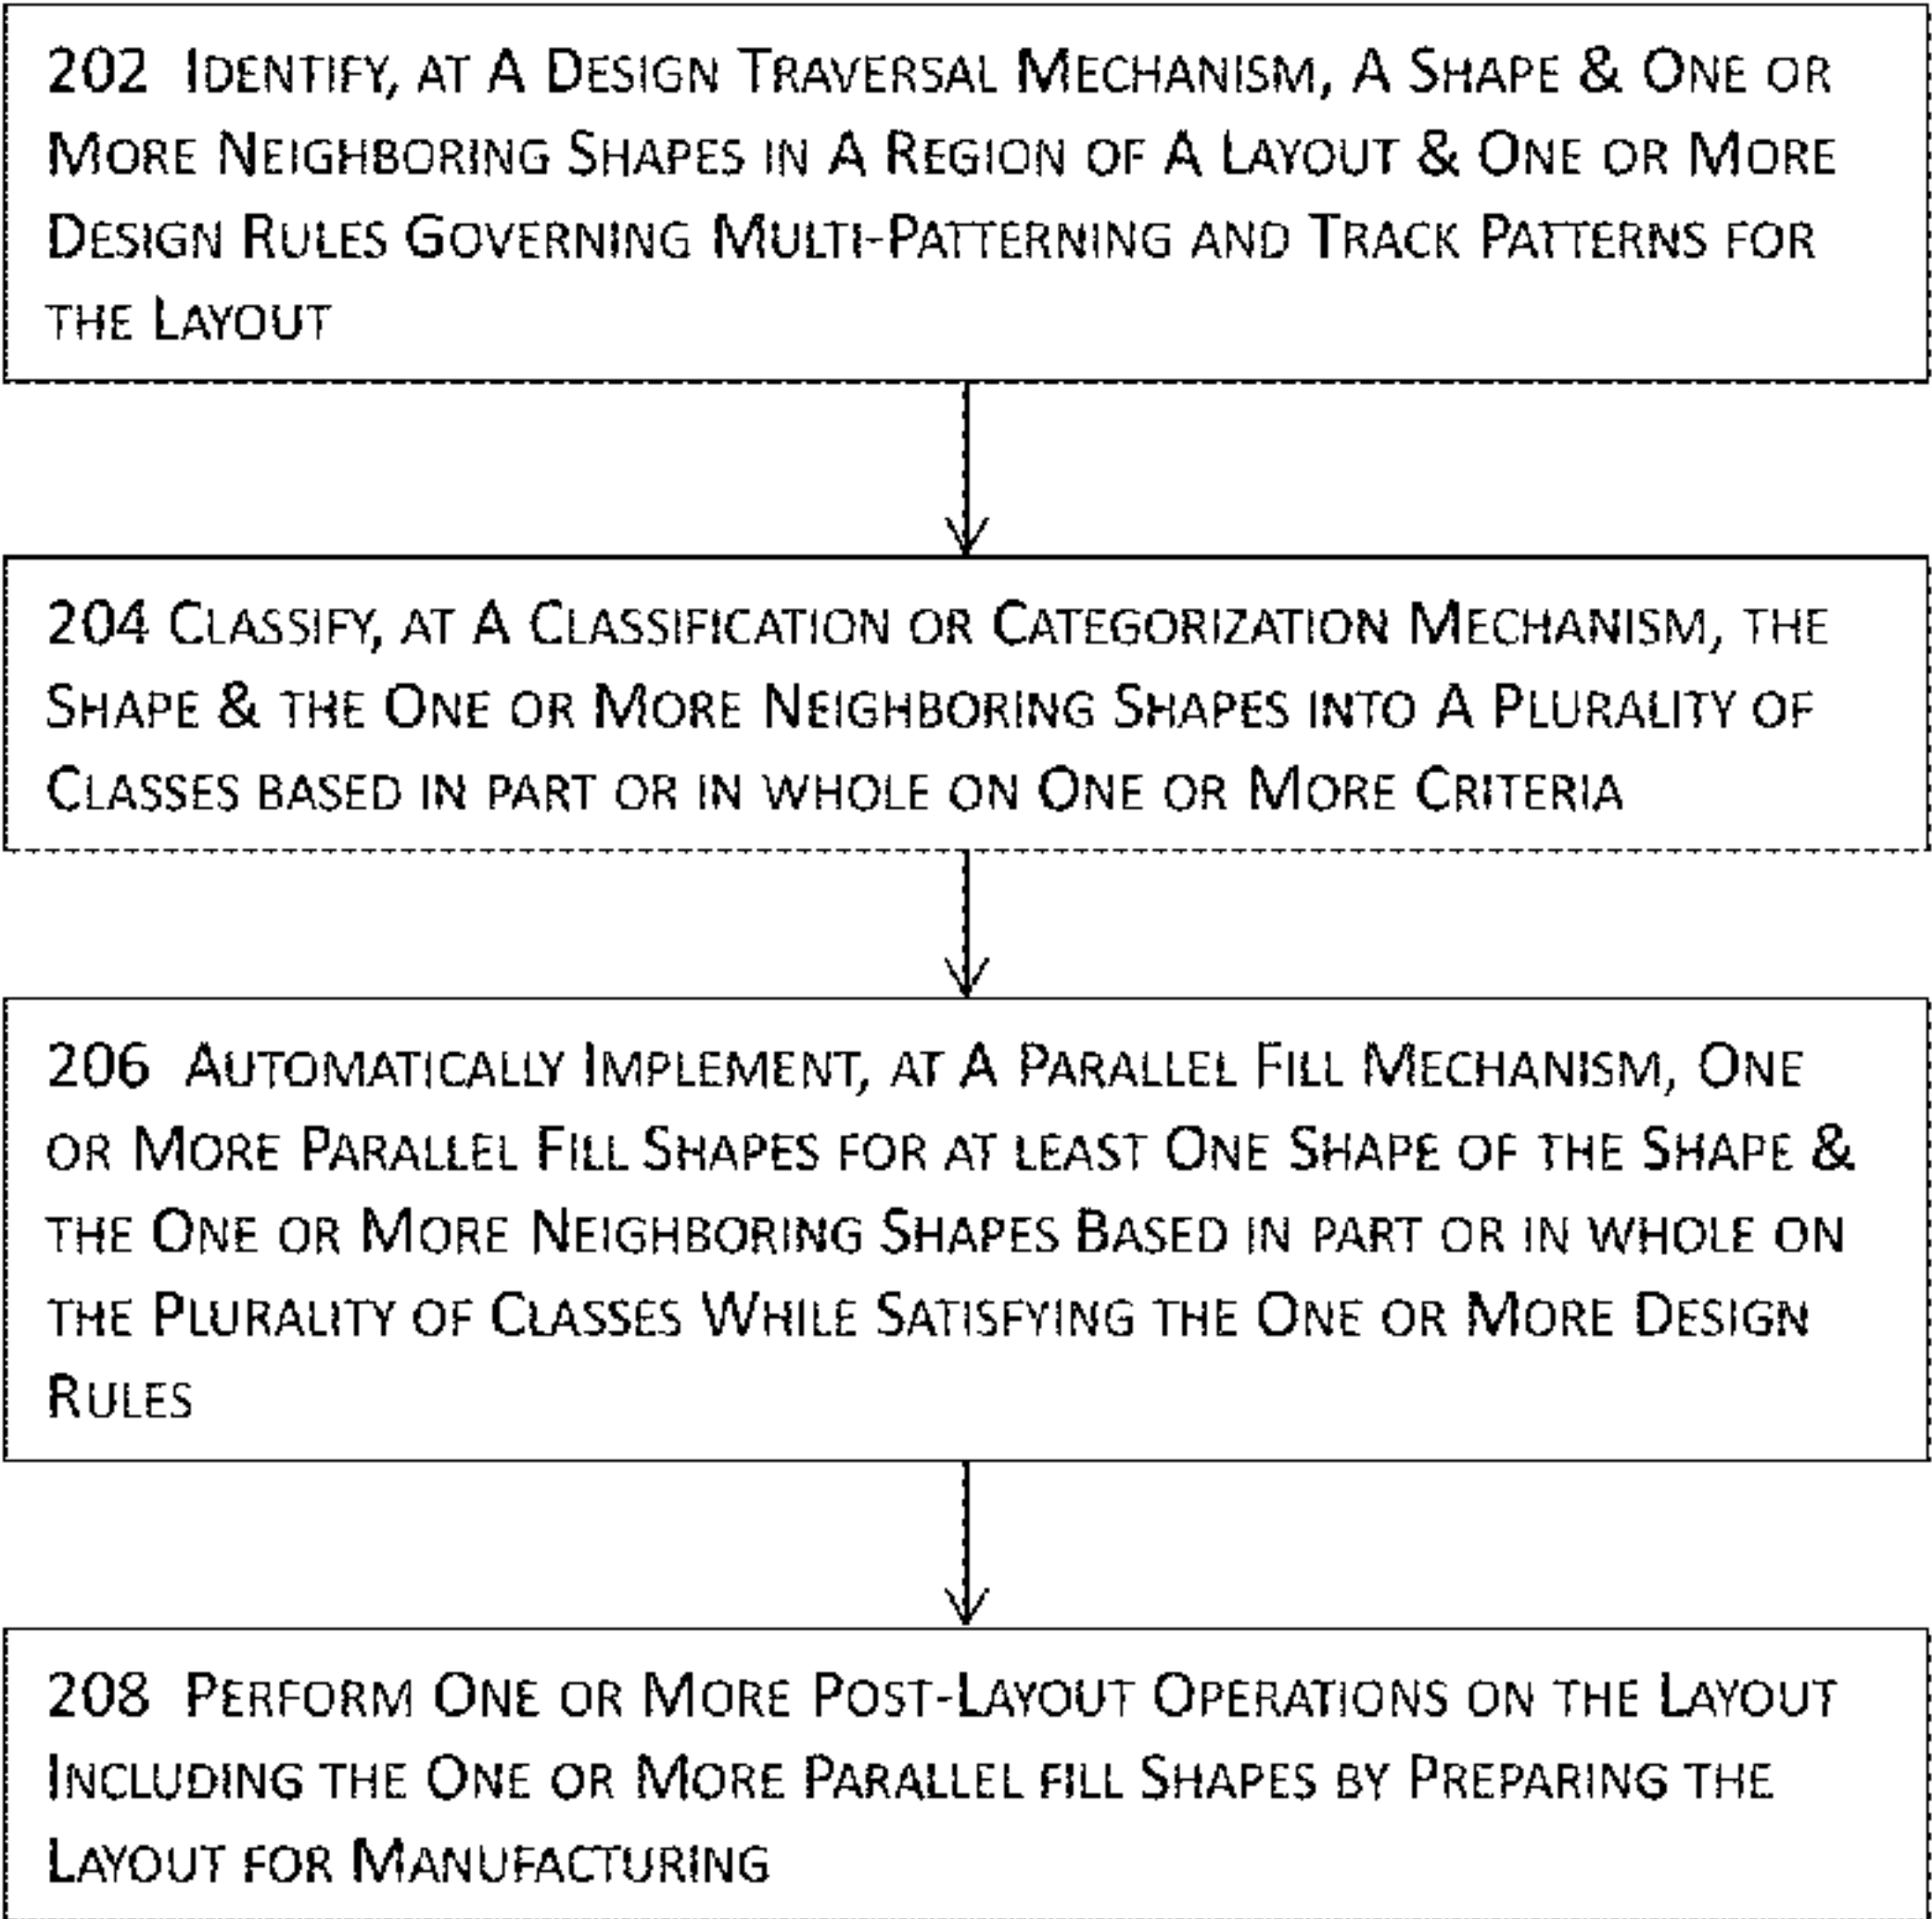 202 Identify, at A Design Traversal Mechanism, A Shape & One or
More Neighboring Shapes in A Region of A Layout & One or More
Design Rules Governing Multi-Patterning and Track Patterns for
the Layout
204 Classify, at A Classification or Categorization Mechanism, the
Shape & the One or More Neighboring Shapes into A Plurality of
Classes based in part or in whole on One or More Criteria
206 Automatically Implement, at A Parallel Fill Mechanism, One
or More Parallel Fill Shapes for at least One Shape of the Shape &
the One or More Neighboring Shapes Based in part or in whole on
the Plurality of Classes While Satisfying the One or More Design
Rules
208 Perform One or More Post-Layout Operations on the Layout
Including the One or More Parallel fill Shapes by Preparing the
Layout for Manufacturing